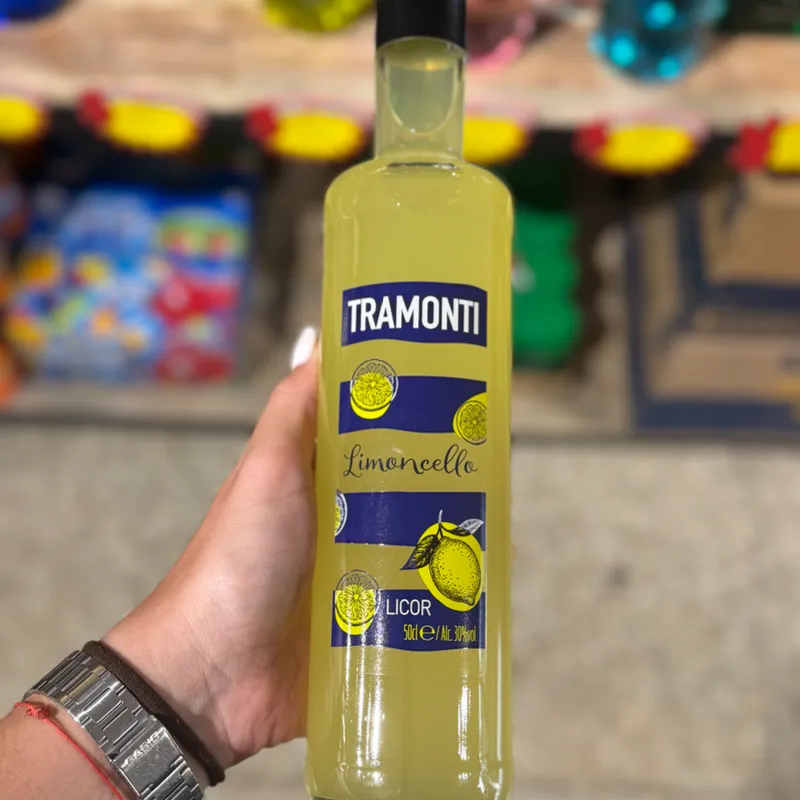 TRAMONTI
Limoncello
LICOR
50cl ℮ / Alc. 30% vol